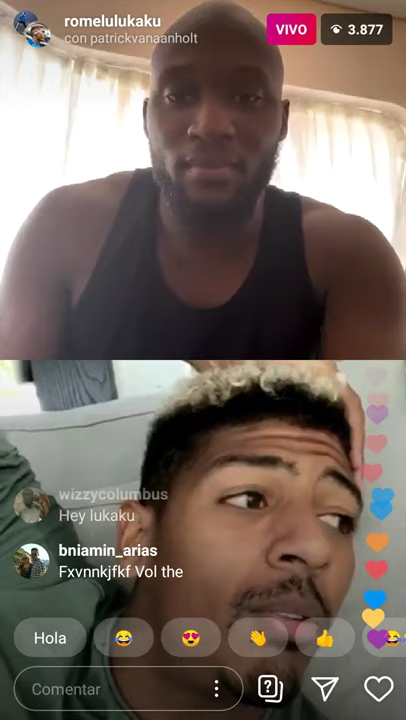 romelulukaku
con patrickvanaanholt
VIVO
3.877
wizzycolumbus
Hey lukaku
bniamin_arias
Fxvnnkjfkf Vol the
Hola
Comentar